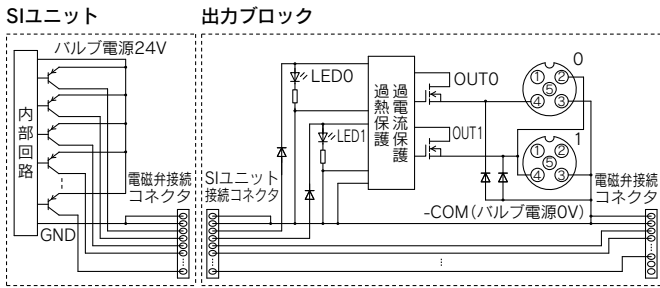 SIユニット
出力ブロック
バルブ電源24V
内部回路
GND
電磁弁接続
コネクタ
SIユニット
接続コネクタ
LED0
LED1
過電流保護
過熱保護
OUT0
OUT1
0
① ②
⑤
④ ③
1
① ②
⑤
④ ③
-COM(バルブ電源0V)
電磁弁接続
コネクタ